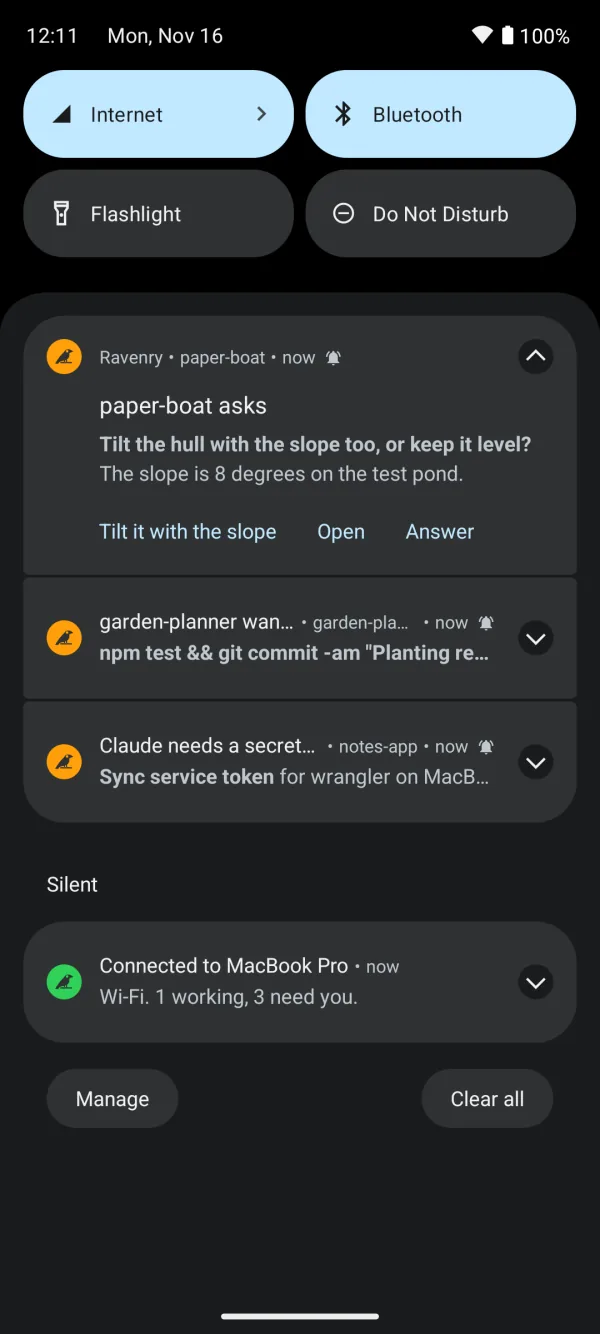 12:11 Mon, Nov 16 100%
Internet Bluetooth
Flashlight Do Not Disturb
Ravenry • paper-boat • now
paper-boat asks
Tilt the hull with the slope too, or keep it level?
The slope is 8 degrees on the test pond.
Tilt it with the slope Open Answer
garden-planner wan… • garden-pla… • now
npm test && git commit -am "Planting re…
Claude needs a secret… • notes-app • now
Sync service token for wrangler on MacB…
Silent
Connected to MacBook Pro • now
Wi-Fi. 1 working, 3 need you.
Manage Clear all